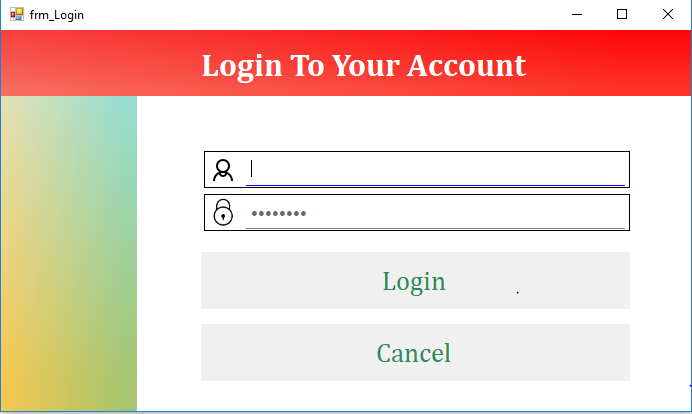 frm_Login
Login To Your Account
••••••••
Login
Cancel